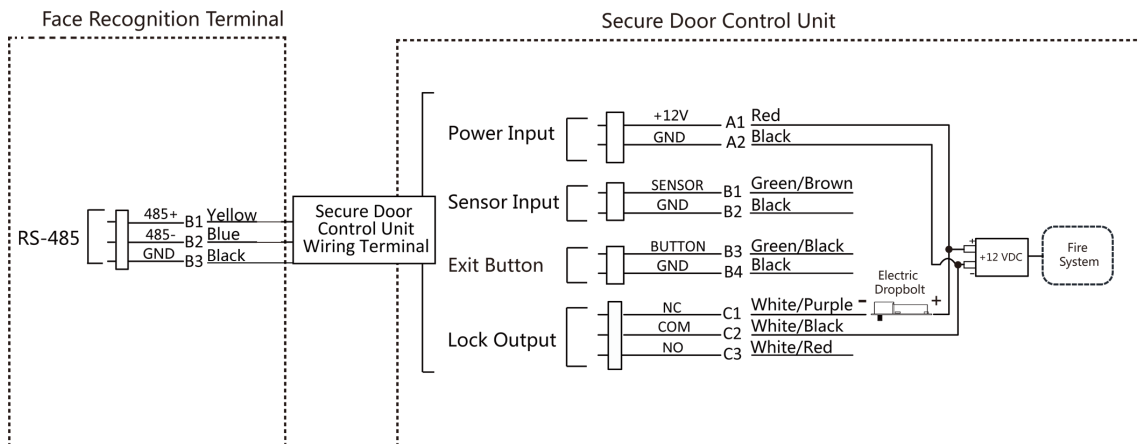 Face Recognition Terminal
Secure Door Control Unit
RS-485
485+ B1 Yellow
485- B2 Blue
GND B3 Black
Secure Door
Control Unit
Wiring Terminal
Power Input
+12V A1 Red
GND A2 Black
Sensor Input
SENSOR B1 Green/Brown
GND B2 Black
Exit Button
BUTTON B3 Green/Black
GND B4 Black
Lock Output
NC C1 White/Purple
COM C2 White/Black
NO C3 White/Red
Electric
Dropbolt
- +
+
+12 VDC
-
Fire
System